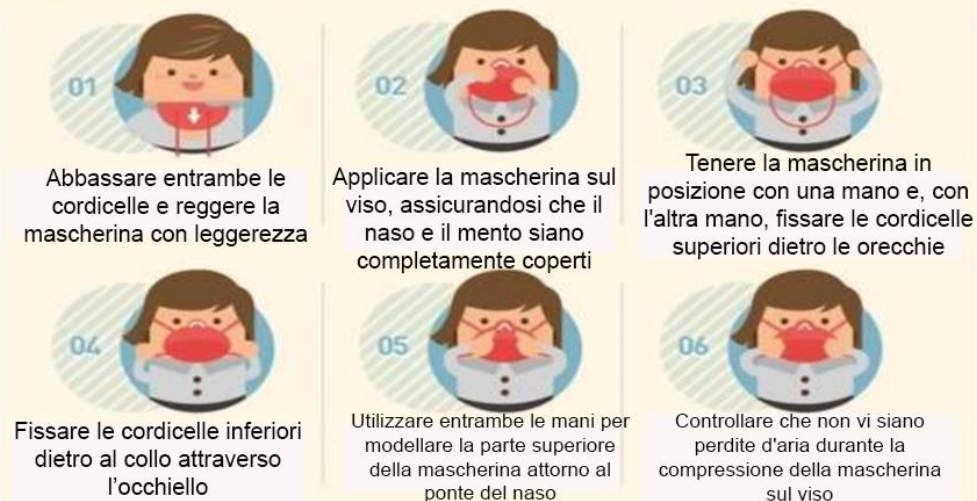 01
Abbassare entrambe le
cordicelle e reggere la
mascherina con leggerezza
02
Applicare la mascherina sul
viso, assicurandosi che il
naso e il mento siano
completamente coperti
03
Tenere la mascherina in
posizione con una mano e, con
l'altra mano, fissare le cordicelle
superiori dietro le orecchie
04
Fissare le cordicelle inferiori
dietro al collo attraverso
l'occhiello
05
Utilizzare entrambe le mani per
modellare la parte superiore
della mascherina attorno al
ponte del naso
06
Controllare che non vi siano
perdite d'aria durante la
compressione della mascherina
sul viso